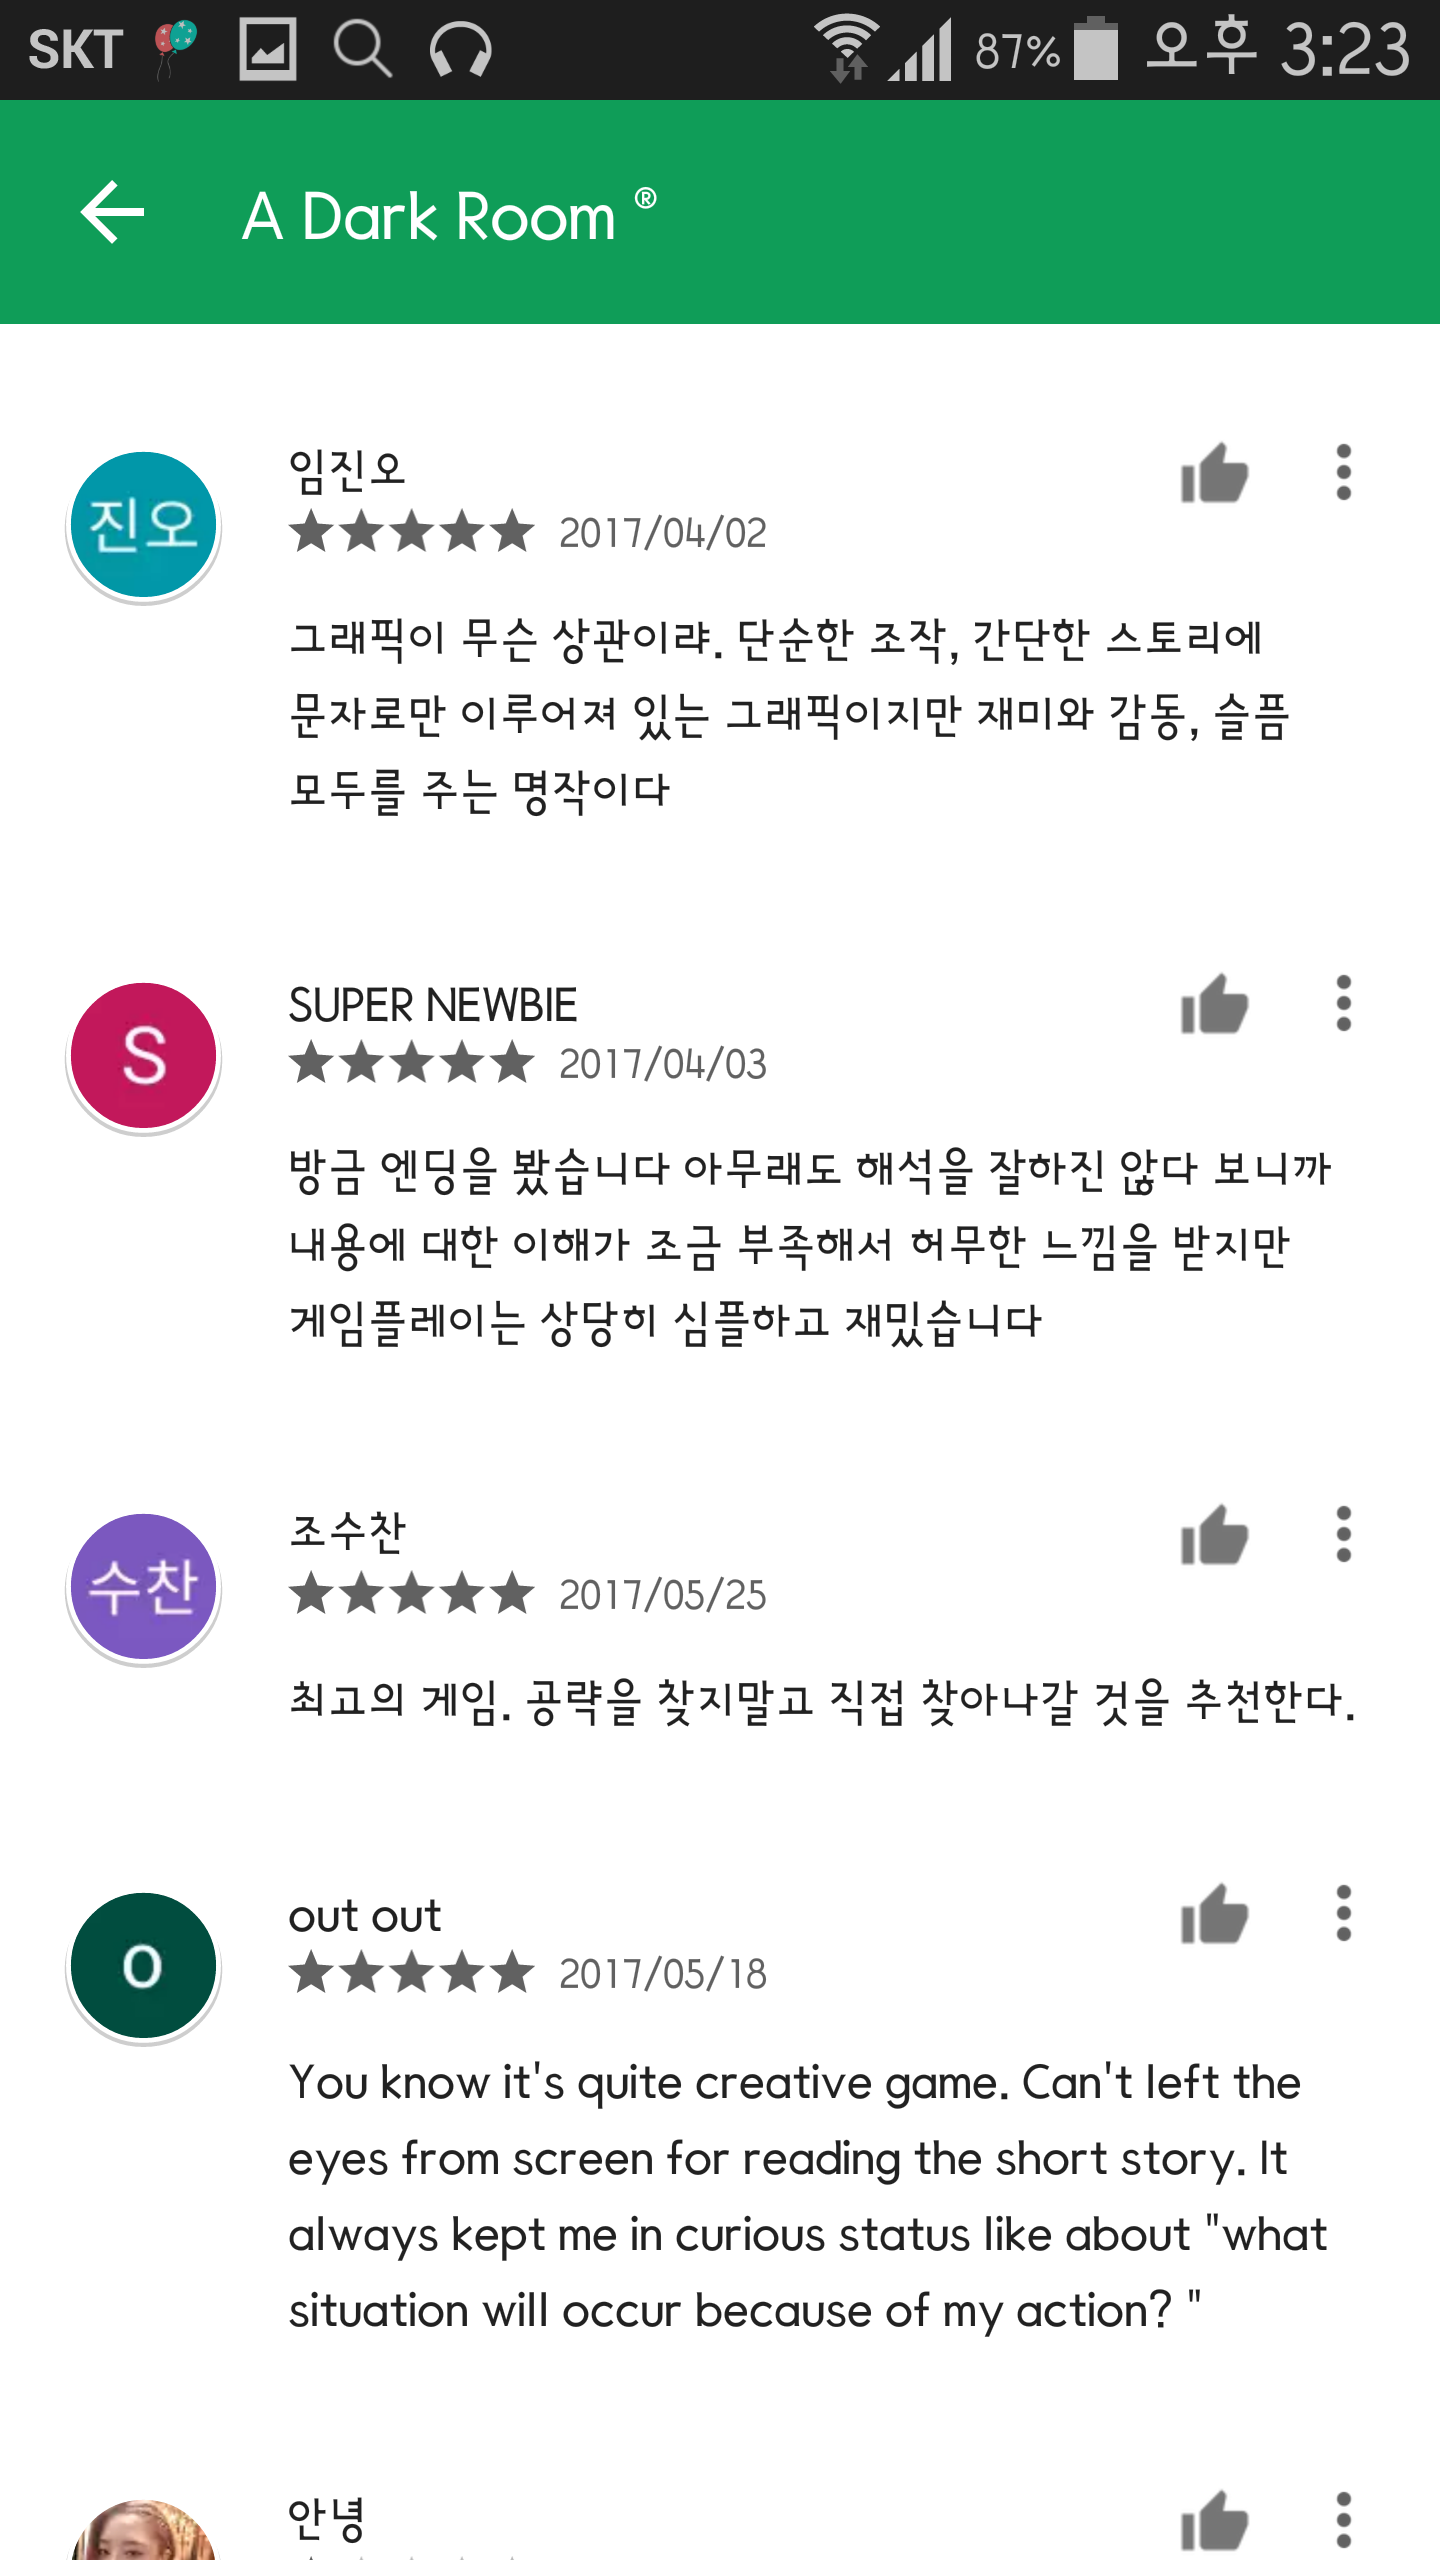 SKT 87% 오후 3:23
A Dark Room ®
진오
임진오
2017/04/02
그래픽이 무슨 상관이랴. 단순한 조작, 간단한 스토리에
문자로만 이루어져 있는 그래픽이지만 재미와 감동, 슬픔
모두를 주는 명작이다
S
SUPER NEWBIE
2017/04/03
방금 엔딩을 봤습니다 아무래도 해석을 잘하진 않다 보니까
내용에 대한 이해가 조금 부족해서 허무한 느낌을 받지만
게임플레이는 상당히 심플하고 재밌습니다
수찬
조수찬
2017/05/25
최고의 게임. 공략을 찾지말고 직접 찾아나갈 것을 추천한다.
o
out out
2017/05/18
You know it's quite creative game. Can't left the
eyes from screen for reading the short story. It
always kept me in curious status like about "what
situation will occur because of my action? "
안녕